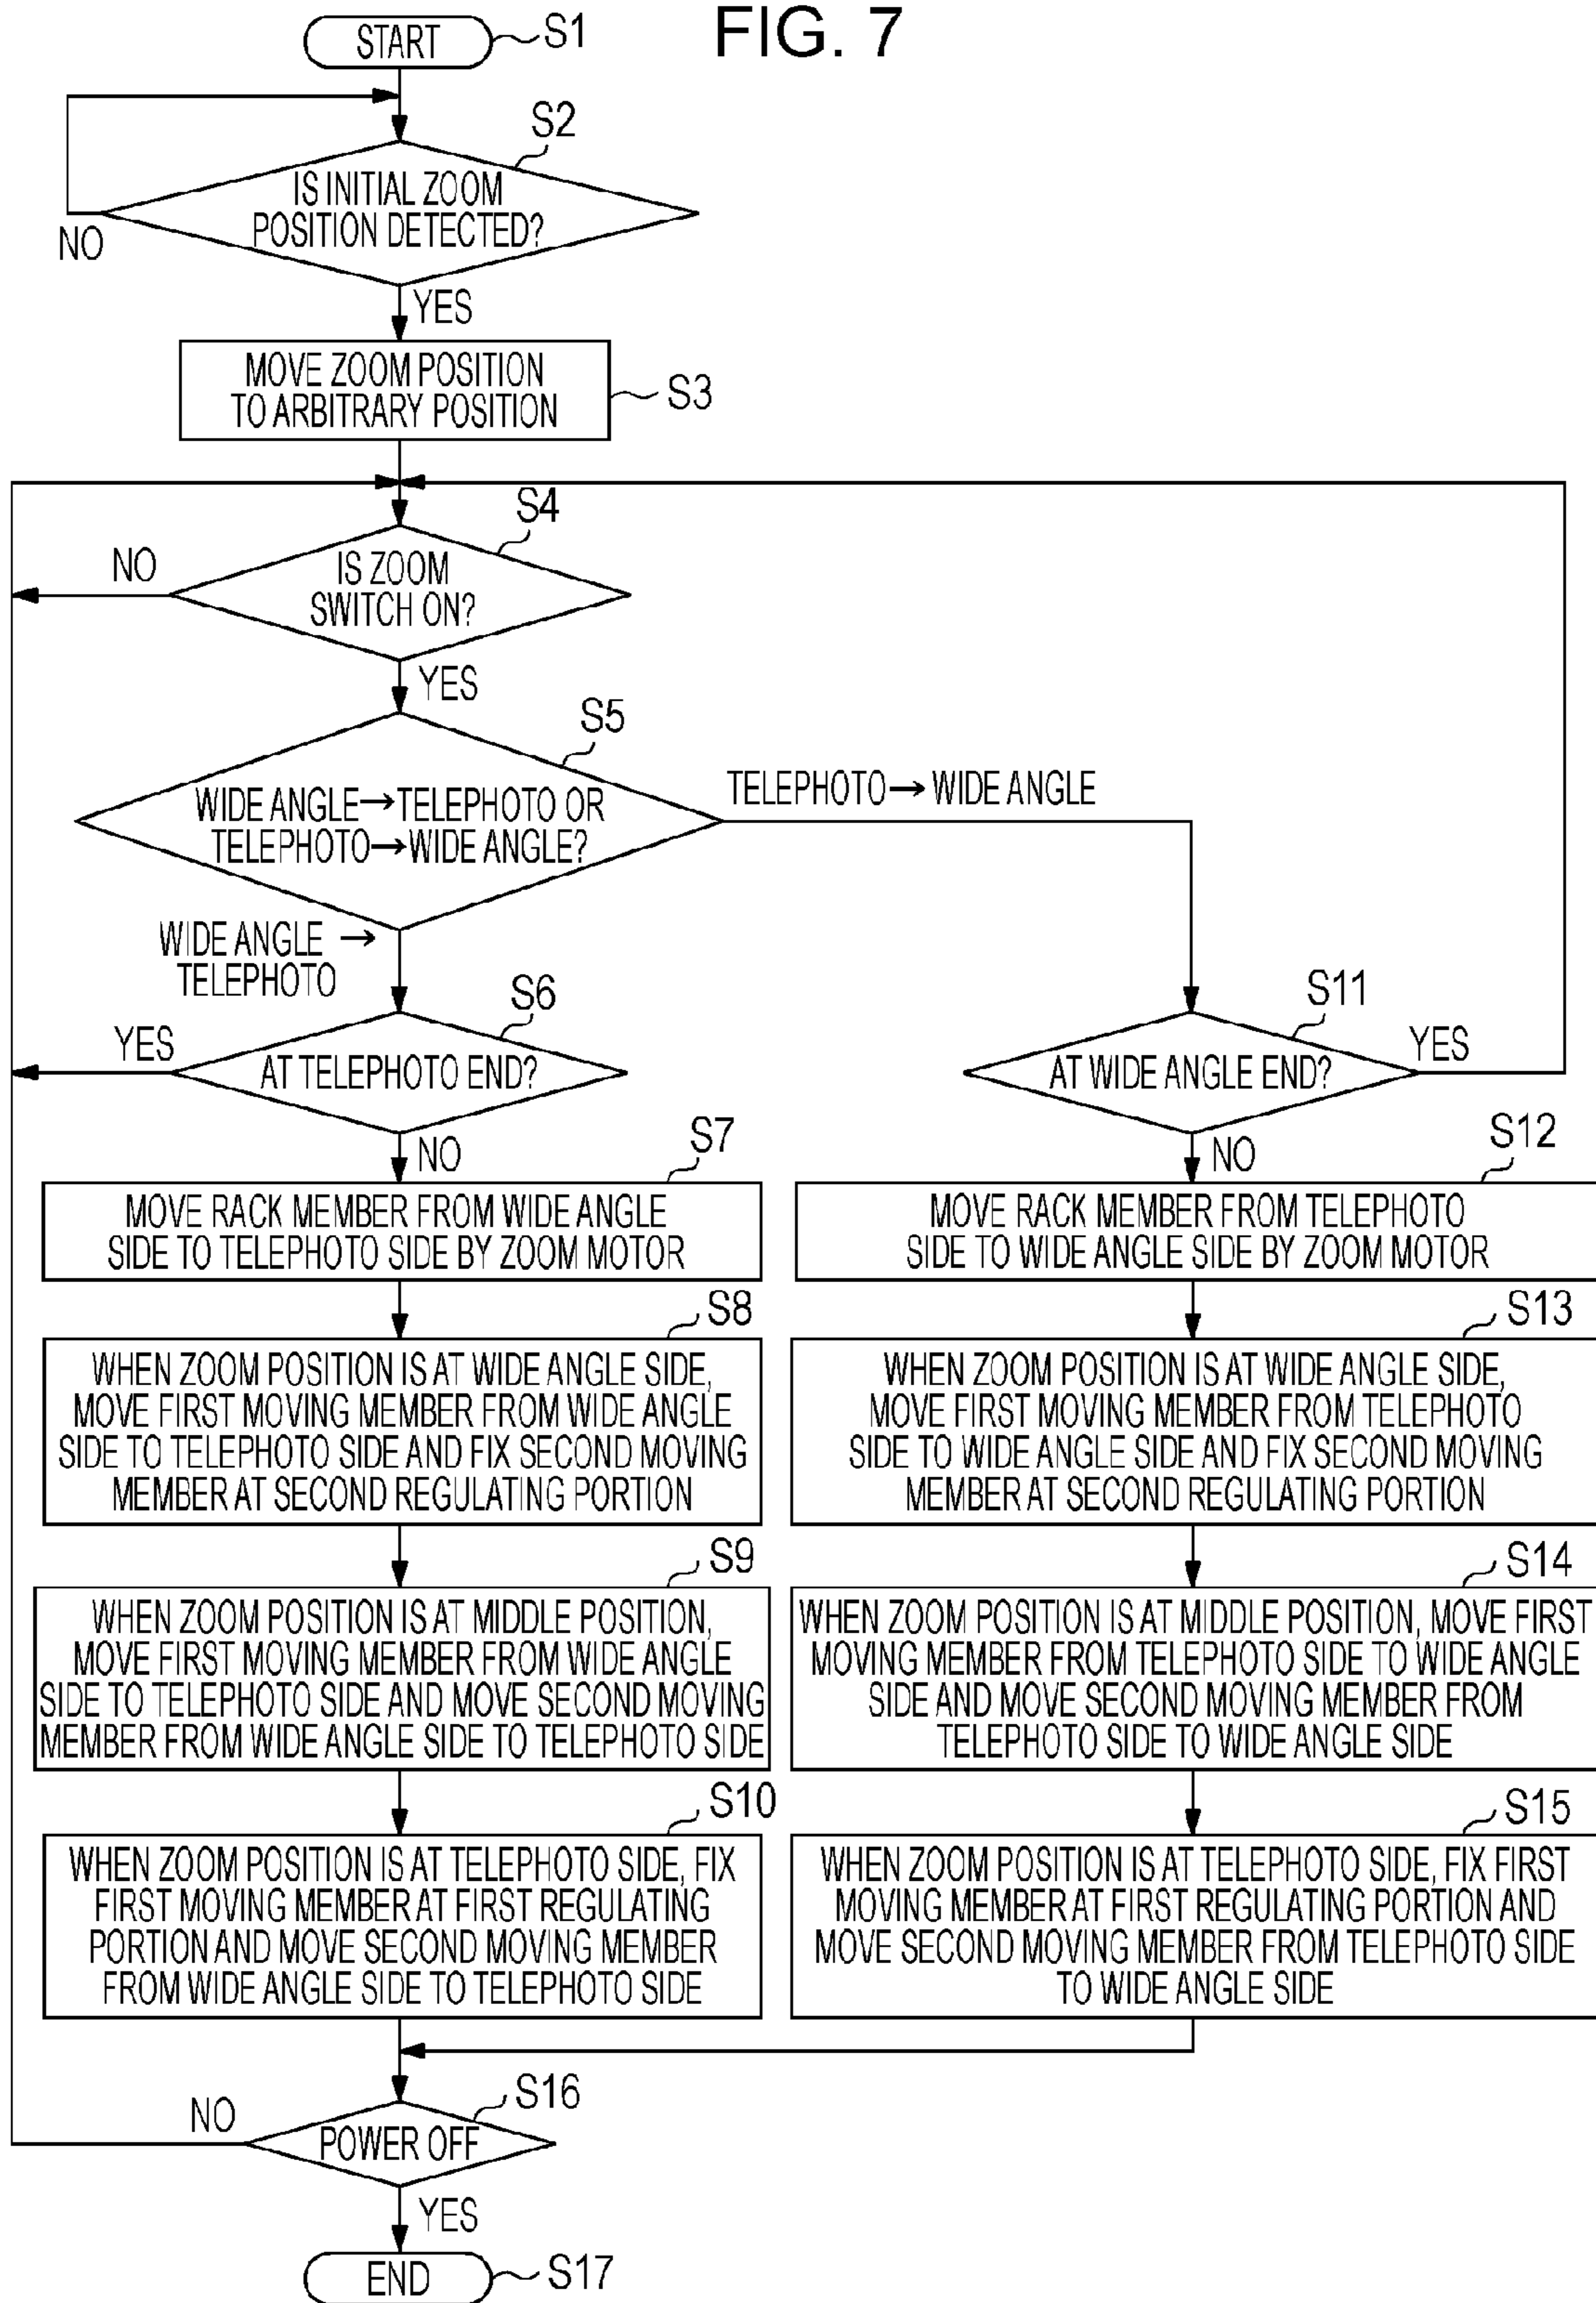 FIG. 7
START
S1
S2
IS INITIAL ZOOM
POSITION DETECTED?
NO
YES
MOVE ZOOM POSITION
TO ARBITRARY POSITION
S3
S4
NO
IS ZOOM
SWITCH ON?
YES
S5
WIDE ANGLE→TELEPHOTO OR
TELEPHOTO→WIDE ANGLE?
TELEPHOTO→WIDE ANGLE
WIDE ANGLE →
TELEPHOTO
S6
YES
AT TELEPHOTO END?
NO
S11
AT WIDE ANGLE END?
YES
NO
S7
MOVE RACK MEMBER FROM WIDE ANGLE
SIDE TO TELEPHOTO SIDE BY ZOOM MOTOR
S12
MOVE RACK MEMBER FROM TELEPHOTO
SIDE TO WIDE ANGLE SIDE BY ZOOM MOTOR
S8
WHEN ZOOM POSITION IS AT WIDE ANGLE SIDE,
MOVE FIRST MOVING MEMBER FROM WIDE ANGLE
SIDE TO TELEPHOTO SIDE AND FIX SECOND MOVING
MEMBER AT SECOND REGULATING PORTION
S13
WHEN ZOOM POSITION IS AT WIDE ANGLE SIDE,
MOVE FIRST MOVING MEMBER FROM TELEPHOTO
SIDE TO WIDE ANGLE SIDE AND FIX SECOND MOVING
MEMBER AT SECOND REGULATING PORTION
S9
WHEN ZOOM POSITION IS AT MIDDLE POSITION,
MOVE FIRST MOVING MEMBER FROM WIDE ANGLE
SIDE TO TELEPHOTO SIDE AND MOVE SECOND MOVING
MEMBER FROM WIDE ANGLE SIDE TO TELEPHOTO SIDE
S14
WHEN ZOOM POSITION IS AT MIDDLE POSITION, MOVE FIRST
MOVING MEMBER FROM TELEPHOTO SIDE TO WIDE ANGLE
SIDE AND MOVE SECOND MOVING MEMBER FROM
TELEPHOTO SIDE TO WIDE ANGLE SIDE
S10
WHEN ZOOM POSITION IS AT TELEPHOTO SIDE, FIX
FIRST MOVING MEMBER AT FIRST REGULATING
PORTION AND MOVE SECOND MOVING MEMBER
FROM WIDE ANGLE SIDE TO TELEPHOTO SIDE
S15
WHEN ZOOM POSITION IS AT TELEPHOTO SIDE, FIX FIRST
MOVING MEMBER AT FIRST REGULATING PORTION AND
MOVE SECOND MOVING MEMBER FROM TELEPHOTO SIDE
TO WIDE ANGLE SIDE
S16
NO
POWER OFF
YES
END
S17